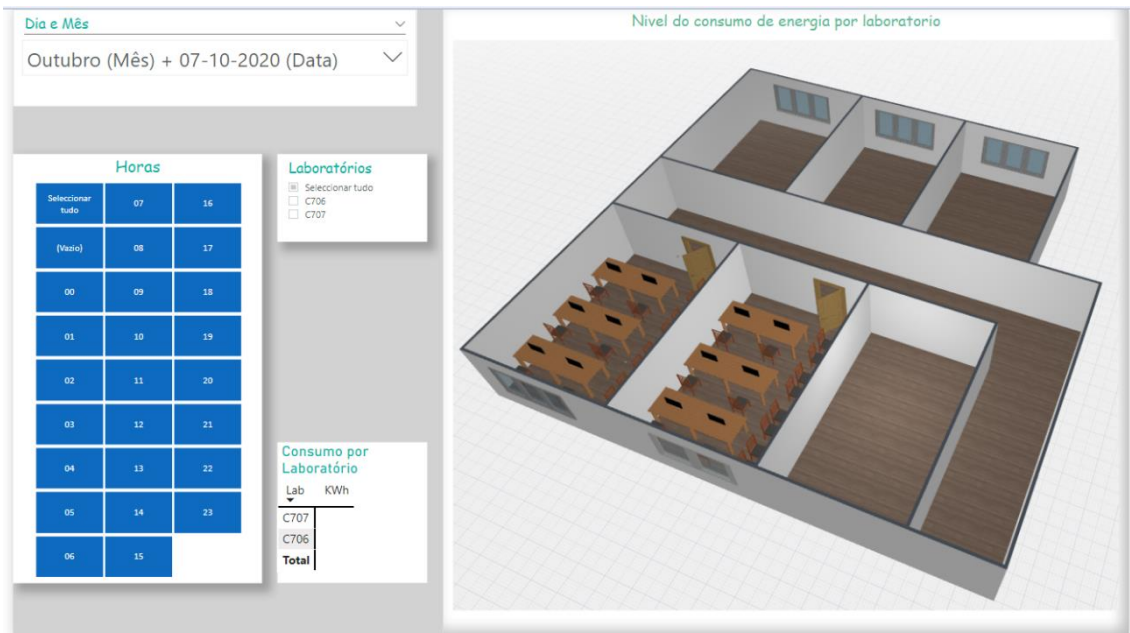 Dia e Mês
Outubro (Mês) + 07-10-2020 (Data)
Nivel do consumo de energia por laboratorio
Horas
Seleccionar tudo
07
16
(Vazio)
08
17
00
09
18
01
10
19
02
11
20
03
12
21
04
13
22
05
14
23
06
15
Laboratórios
Seleccionar tudo
C706
C707
Consumo por
Laboratório
Lab KWh
C707
C706
Total